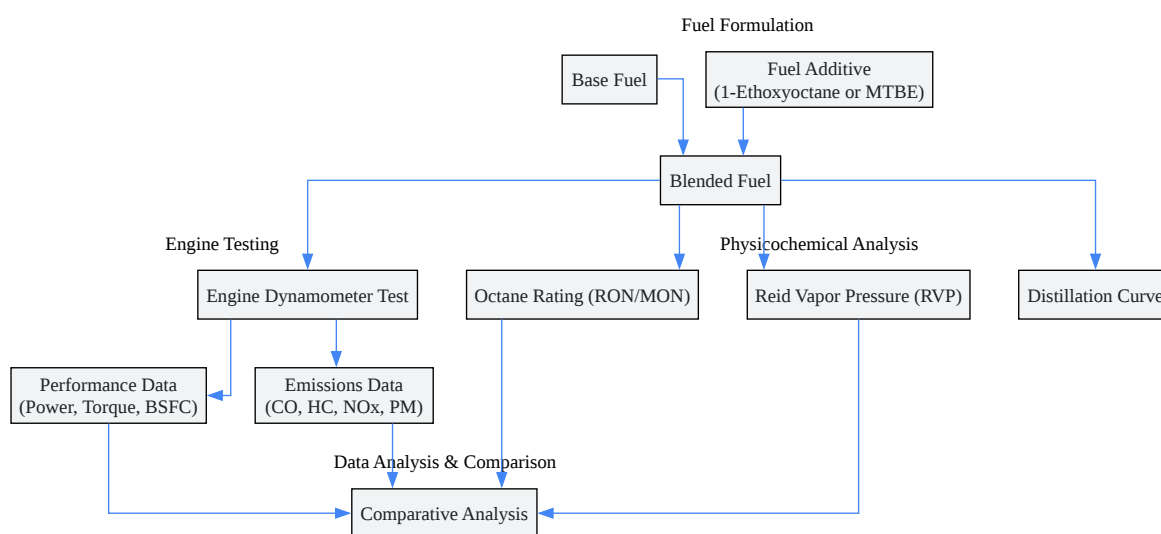 Fuel Formulation
Base Fuel
Fuel Additive
(1-Ethoxyoctane or MTBE)
Blended Fuel
Engine Testing
Physicochemical Analysis
Engine Dynamometer Test
Octane Rating (RON/MON)
Reid Vapor Pressure (RVP)
Distillation Curve
Performance Data
(Power, Torque, BSFC)
Emissions Data
(CO, HC, NOx, PM)
Data Analysis & Comparison
Comparative Analysis